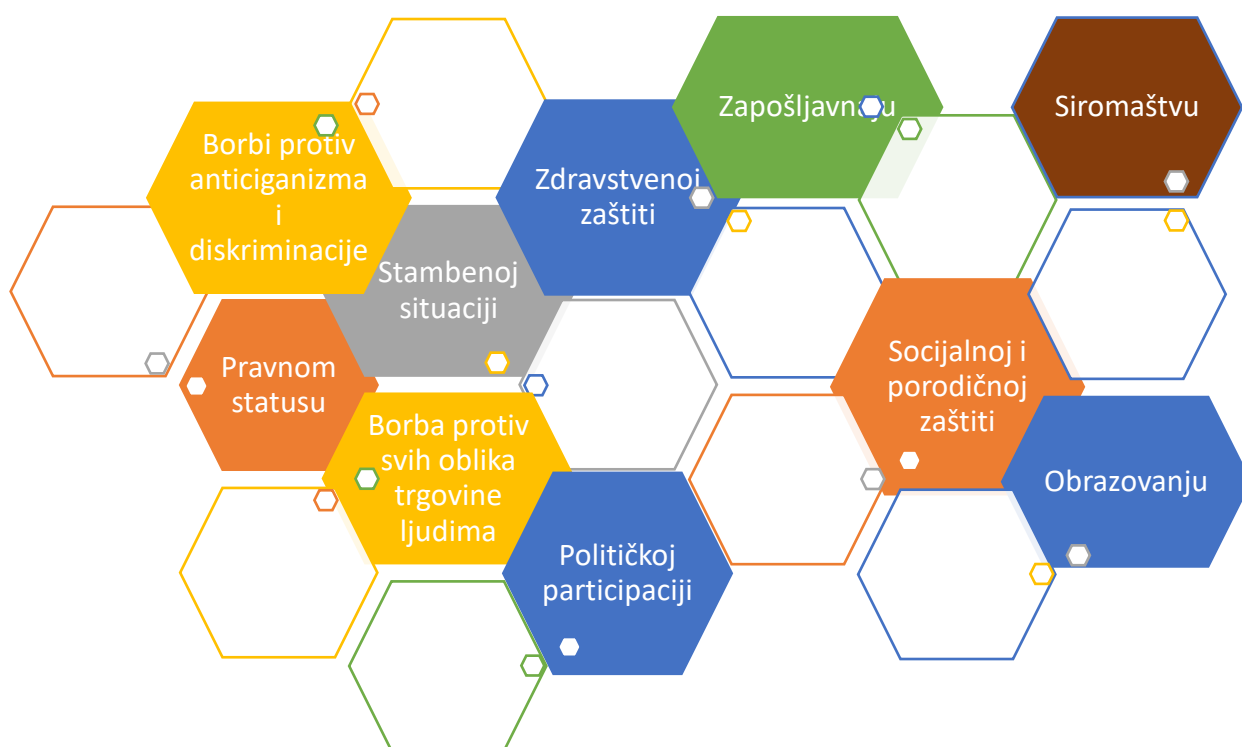 Borbi protiv
anticiganizma
i
diskriminacije
Zdravstvenoj
zaštiti
Zapošljavnaju
Siromaštvu
Stambenoj
situaciji
Pravnom
statusu
Borba protiv
svih oblika
trgovine
ljudima
Političkoj
participaciji
Socijalnoj i
porodičnoj
zaštiti
Obrazovanju